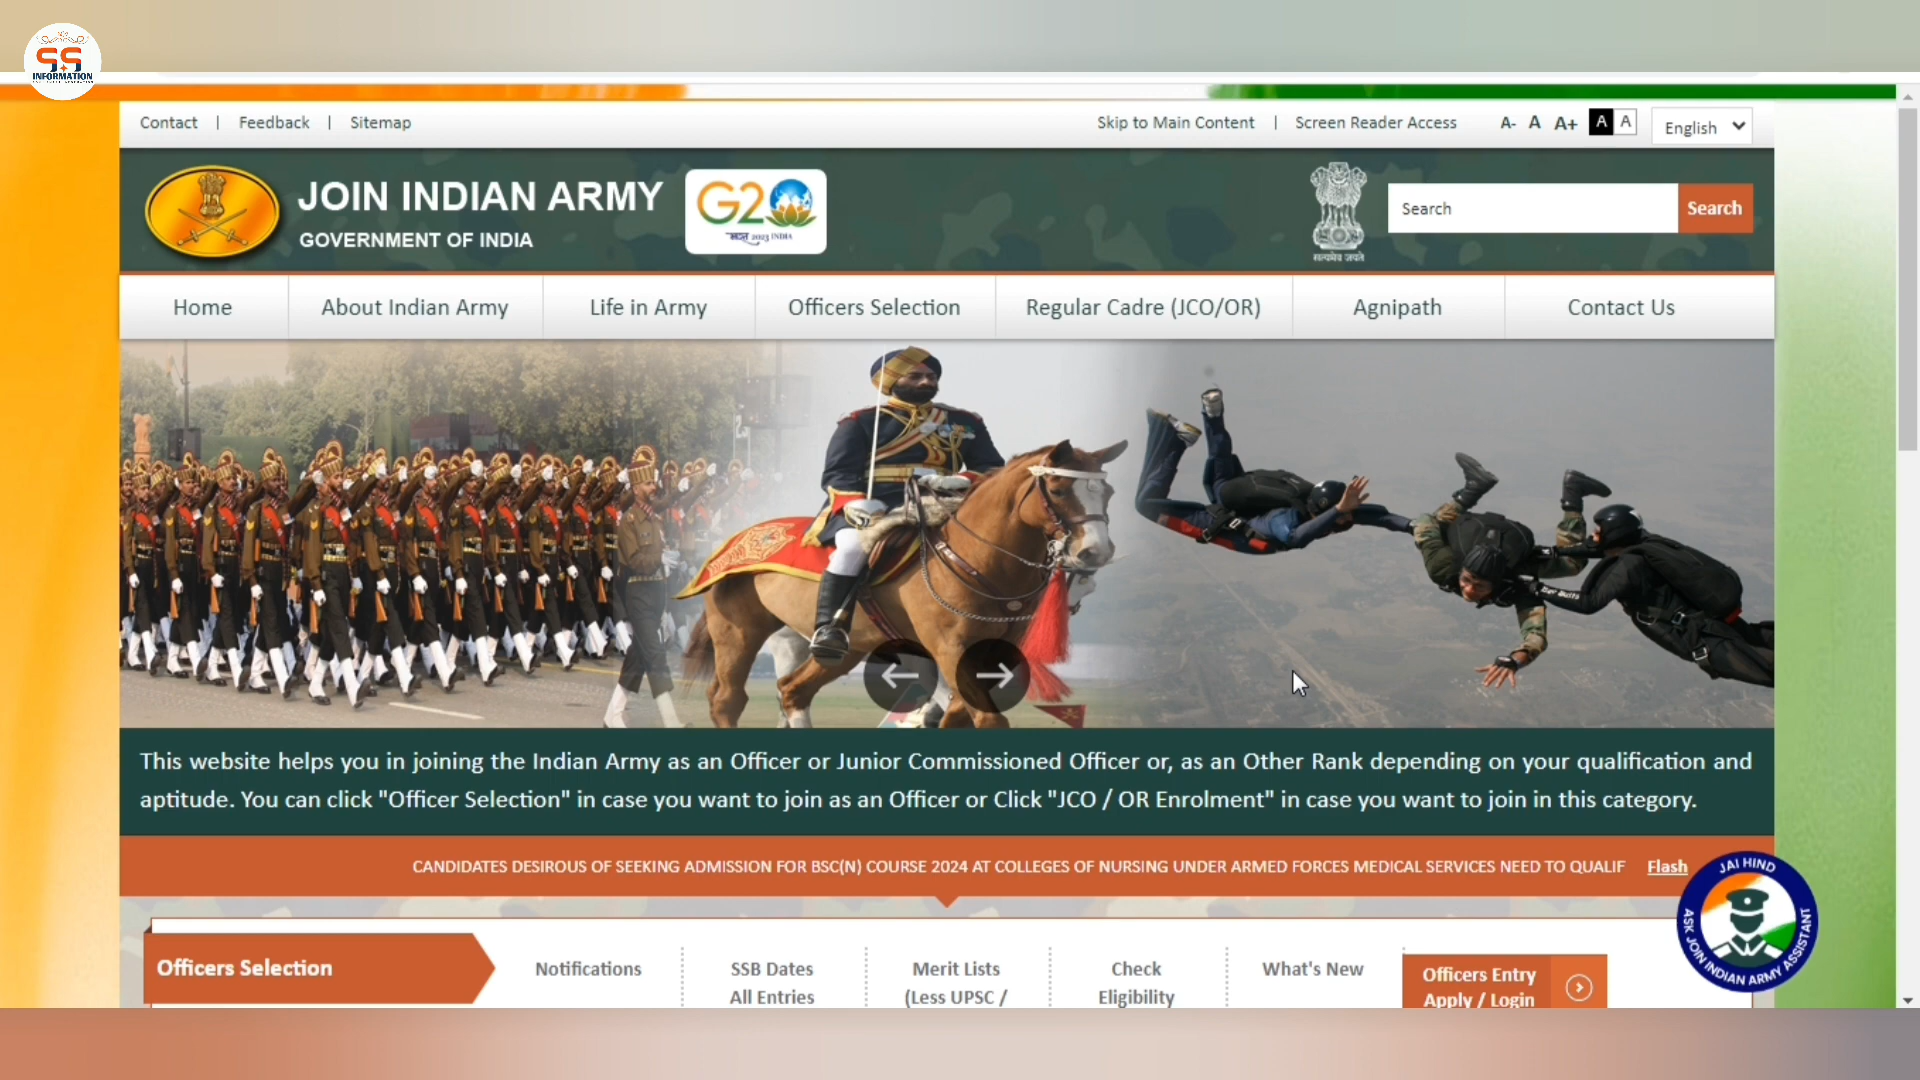 SS
INFORMATION
Contact | Feedback | Sitemap
Skip to Main Content | Screen Reader Access A- A A+ A A English
JOIN INDIAN ARMY
GOVERNMENT OF INDIA
G20
2023 INDIA
सत्यमेव जयते
Search
Search
Home About Indian Army Life in Army Officers Selection Regular Cadre (JCO/OR) Agnipath Contact Us
This website helps you in joining the Indian Army as an Officer or Junior Commissioned Officer or, as an Other Rank depending on your qualification and
aptitude. You can click "Officer Selection" in case you want to join as an Officer or Click "JCO / OR Enrolment" in case you want to join in this category.
CANDIDATES DESIROUS OF SEEKING ADMISSION FOR BSC(N) COURSE 2024 AT COLLEGES OF NURSING UNDER ARMED FORCES MEDICAL SERVICES NEED TO QUALIF Flash
JAI HIND
ASK JOIN INDIAN ARMY ASSISTANT
Officers Selection
Notifications
SSB Dates
All Entries
Merit Lists
(Less UPSC /
Check
Eligibility
What's New
Officers Entry
Apply / Login